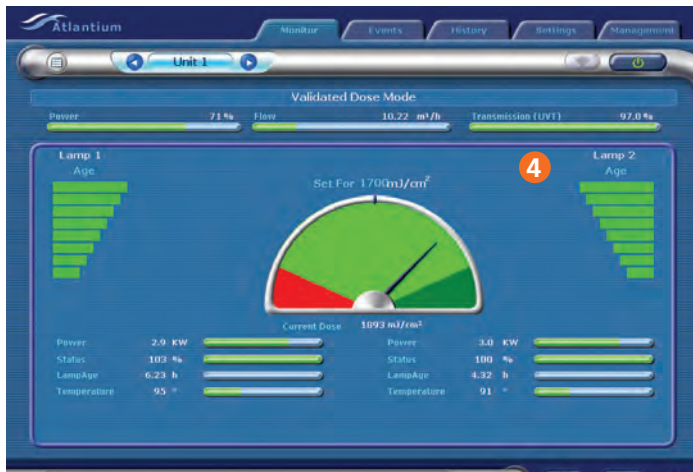 Atlantium
Monitor Events History Settings Management
Unit 1
Validated Dose Mode
Power 71 % Flow 10.22 m³/h Transmission (UVT) 97.0 %
Lamp 1 4 Lamp 2
Age Age
Set For 1700mJ/cm²
Current Dose 1893 mJ/cm²
Power 2.9 KW Power 3.0 KW
Status 103 % Status 100 %
LampAge 6.23 h LampAge 4.32 h
Temperature 95 ° Temperature 91 °